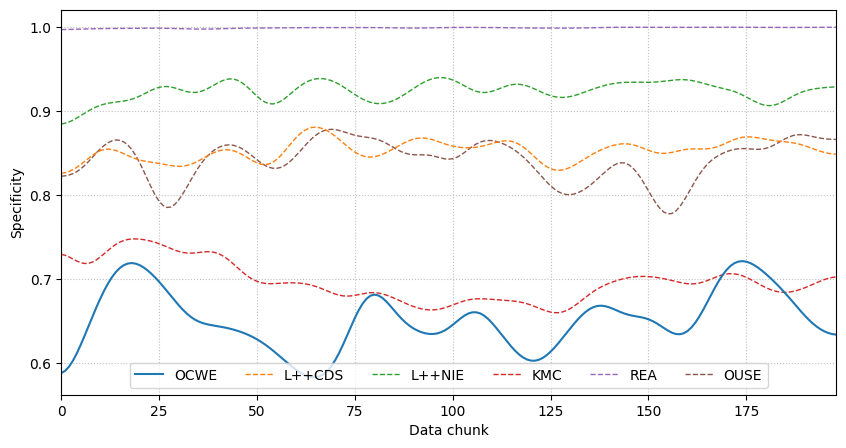 1.0
0.9
0.8
0.7
0.6
Specificity
OCWE L++CDS L++NIE KMC REA OUSE
0 25 50 75 100 125 150 175
Data chunk